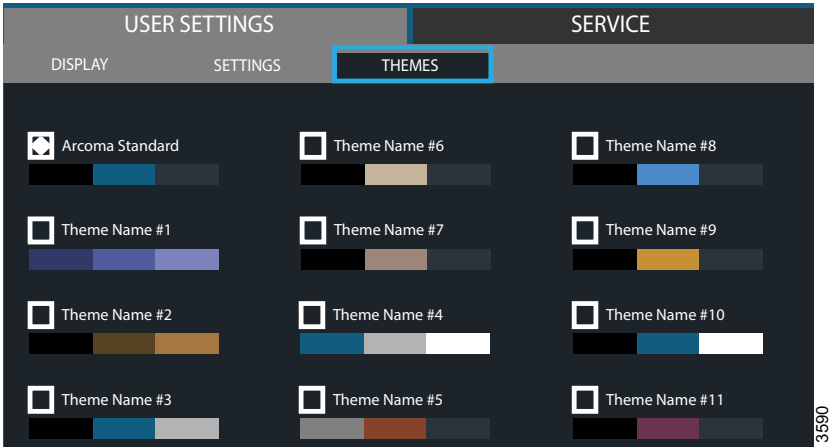 USER SETTINGS SERVICE
DISPLAY SETTINGS THEMES
Arcoma Standard Theme Name #6 Theme Name #8
Theme Name #1 Theme Name #7 Theme Name #9
Theme Name #2 Theme Name #4 Theme Name #10
Theme Name #3 Theme Name #5 Theme Name #11
3590